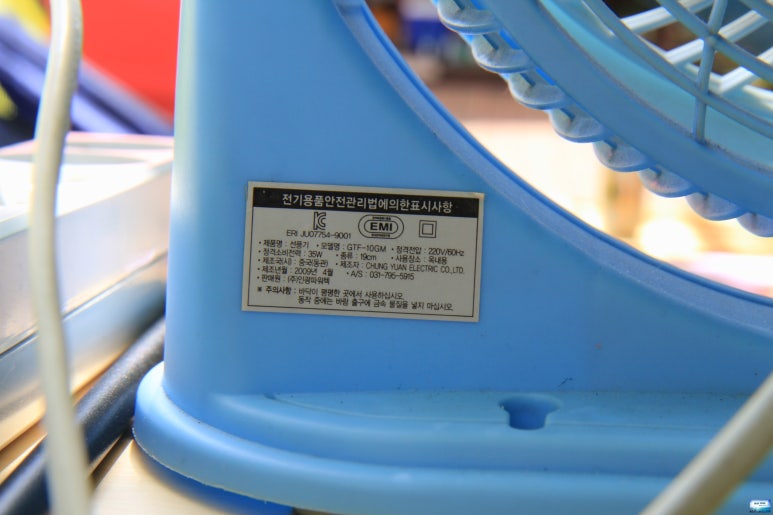 전기용품안전관리법에의한표시사항
ERI JU07754-9001
EMI
· 제품명 : 선풍기 · 모델명 : GTF-10GM · 정격전압 : 220V/60Hz
· 정격소비전력 : 35W · 종류 : 19cm · 사용장소 : 옥내용
· 제조국(시) : 중국(동관) · 제조자 : CHUNG YUAN ELECTRIC CO.,LTD.
· 제조년월 : 2009년 4월 · A/S : 031-795-5915
· 판매원 : (주)인평파워텍
※ 주의사항 : 바닥이 평평한 곳에서 사용하십시오.
동작 중에는 바람 출구에 금속 물질을 넣지 마십시오.